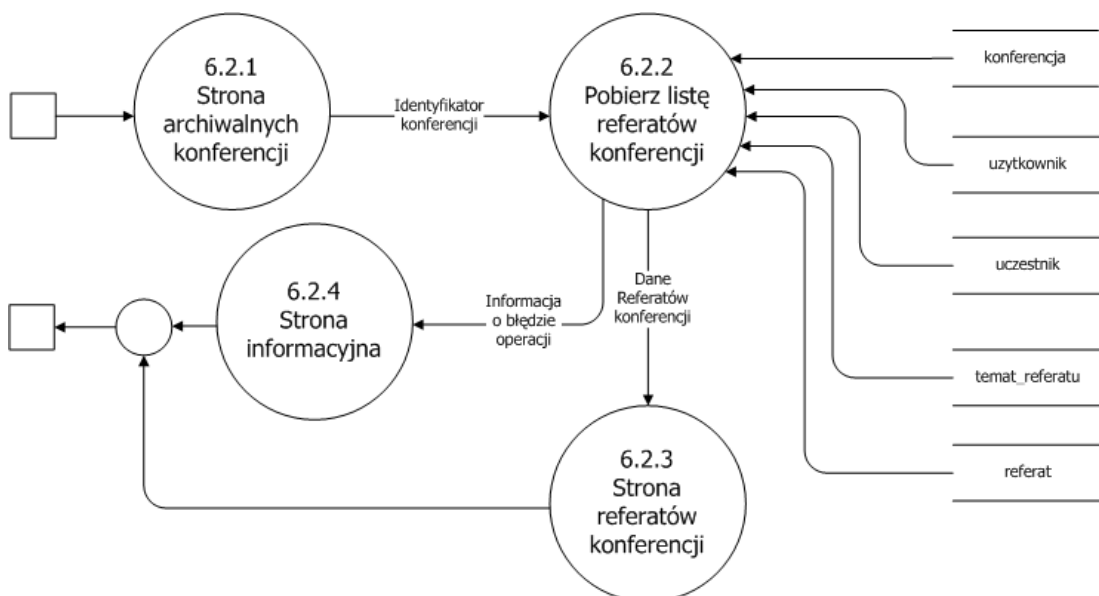 6.2.1
Strona
archiwalnych
konferencji
Identyfikator
konferencji
6.2.2
Pobierz listę
referatów
konferencji
konferencja
uzytkownik
uczestnik
temat_referatu
referat
6.2.4
Strona
informacyjna
Informacja
o błędzie
operacji
Dane
Referatów
konferencji
6.2.3
Strona
referatów
konferencji